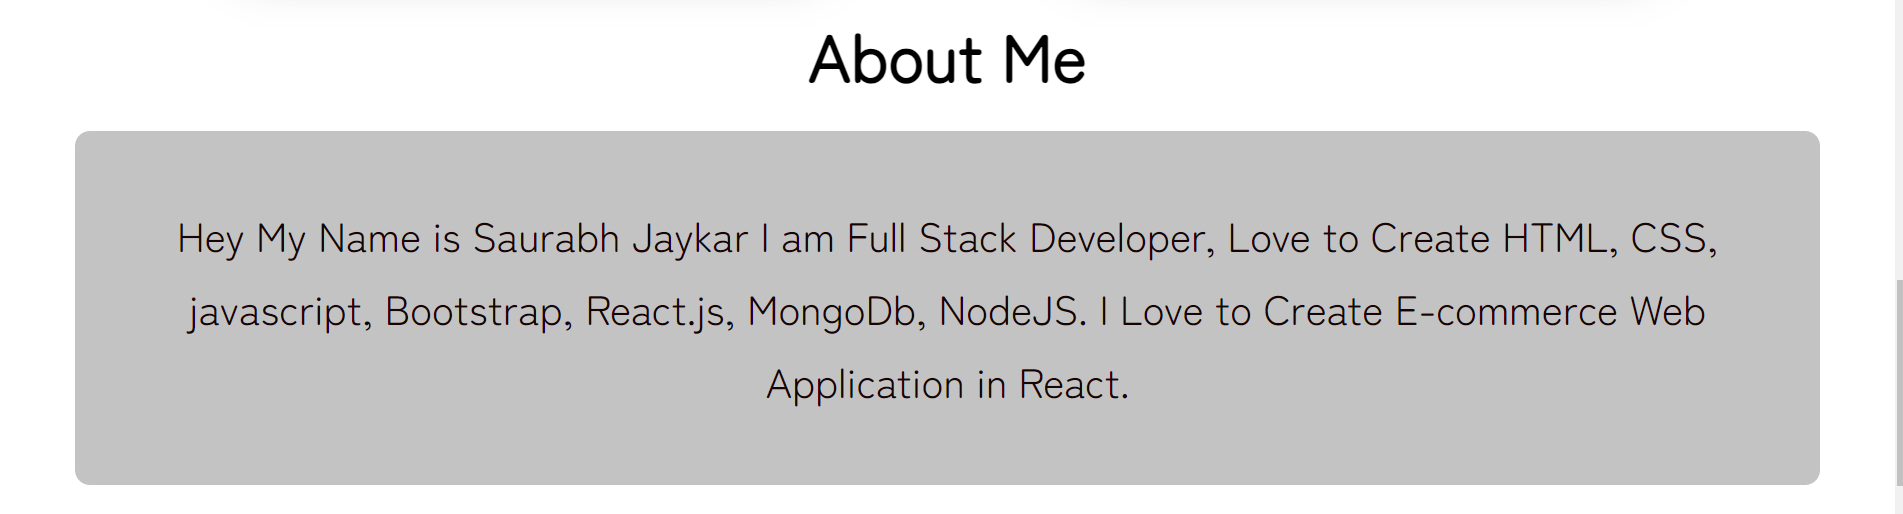 About Me
Hey My Name is Saurabh Jaykar I am Full Stack Developer, Love to Create HTML, CSS,
javascript, Bootstrap, React.js, MongoDb, NodeJS. I Love to Create E-commerce Web
Application in React.